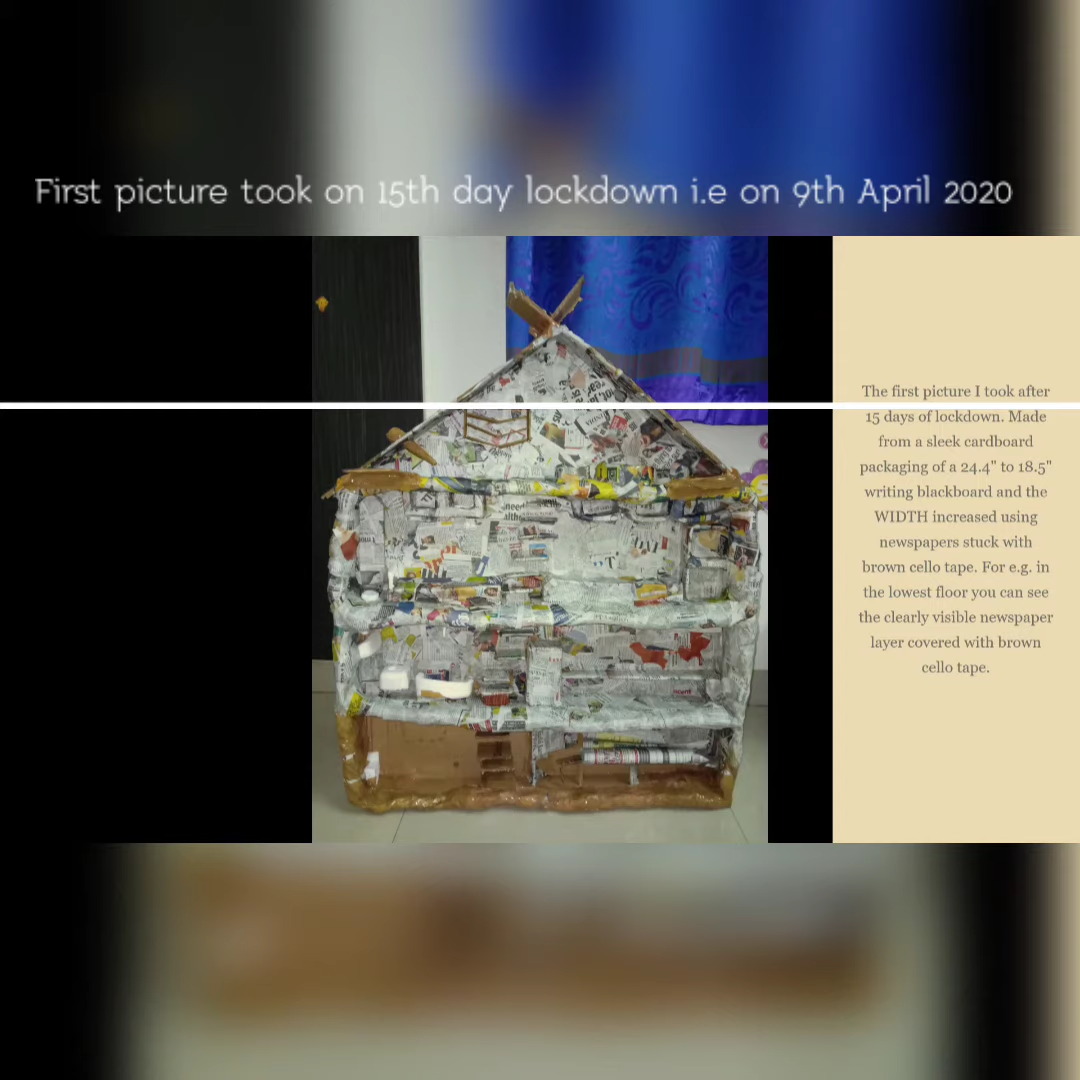 First picture took on 15th day lockdown i.e on 9th April 2020
The first picture I took after
15 days of lockdown. Made
from a sleek cardboard
packaging of a 24.4" to 18.5"
writing blackboard and the
WIDTH increased using
newspapers stuck with
brown cello tape. For e.g. in
the lowest floor you can see
the clearly visible newspaper
layer covered with brown
cello tape.